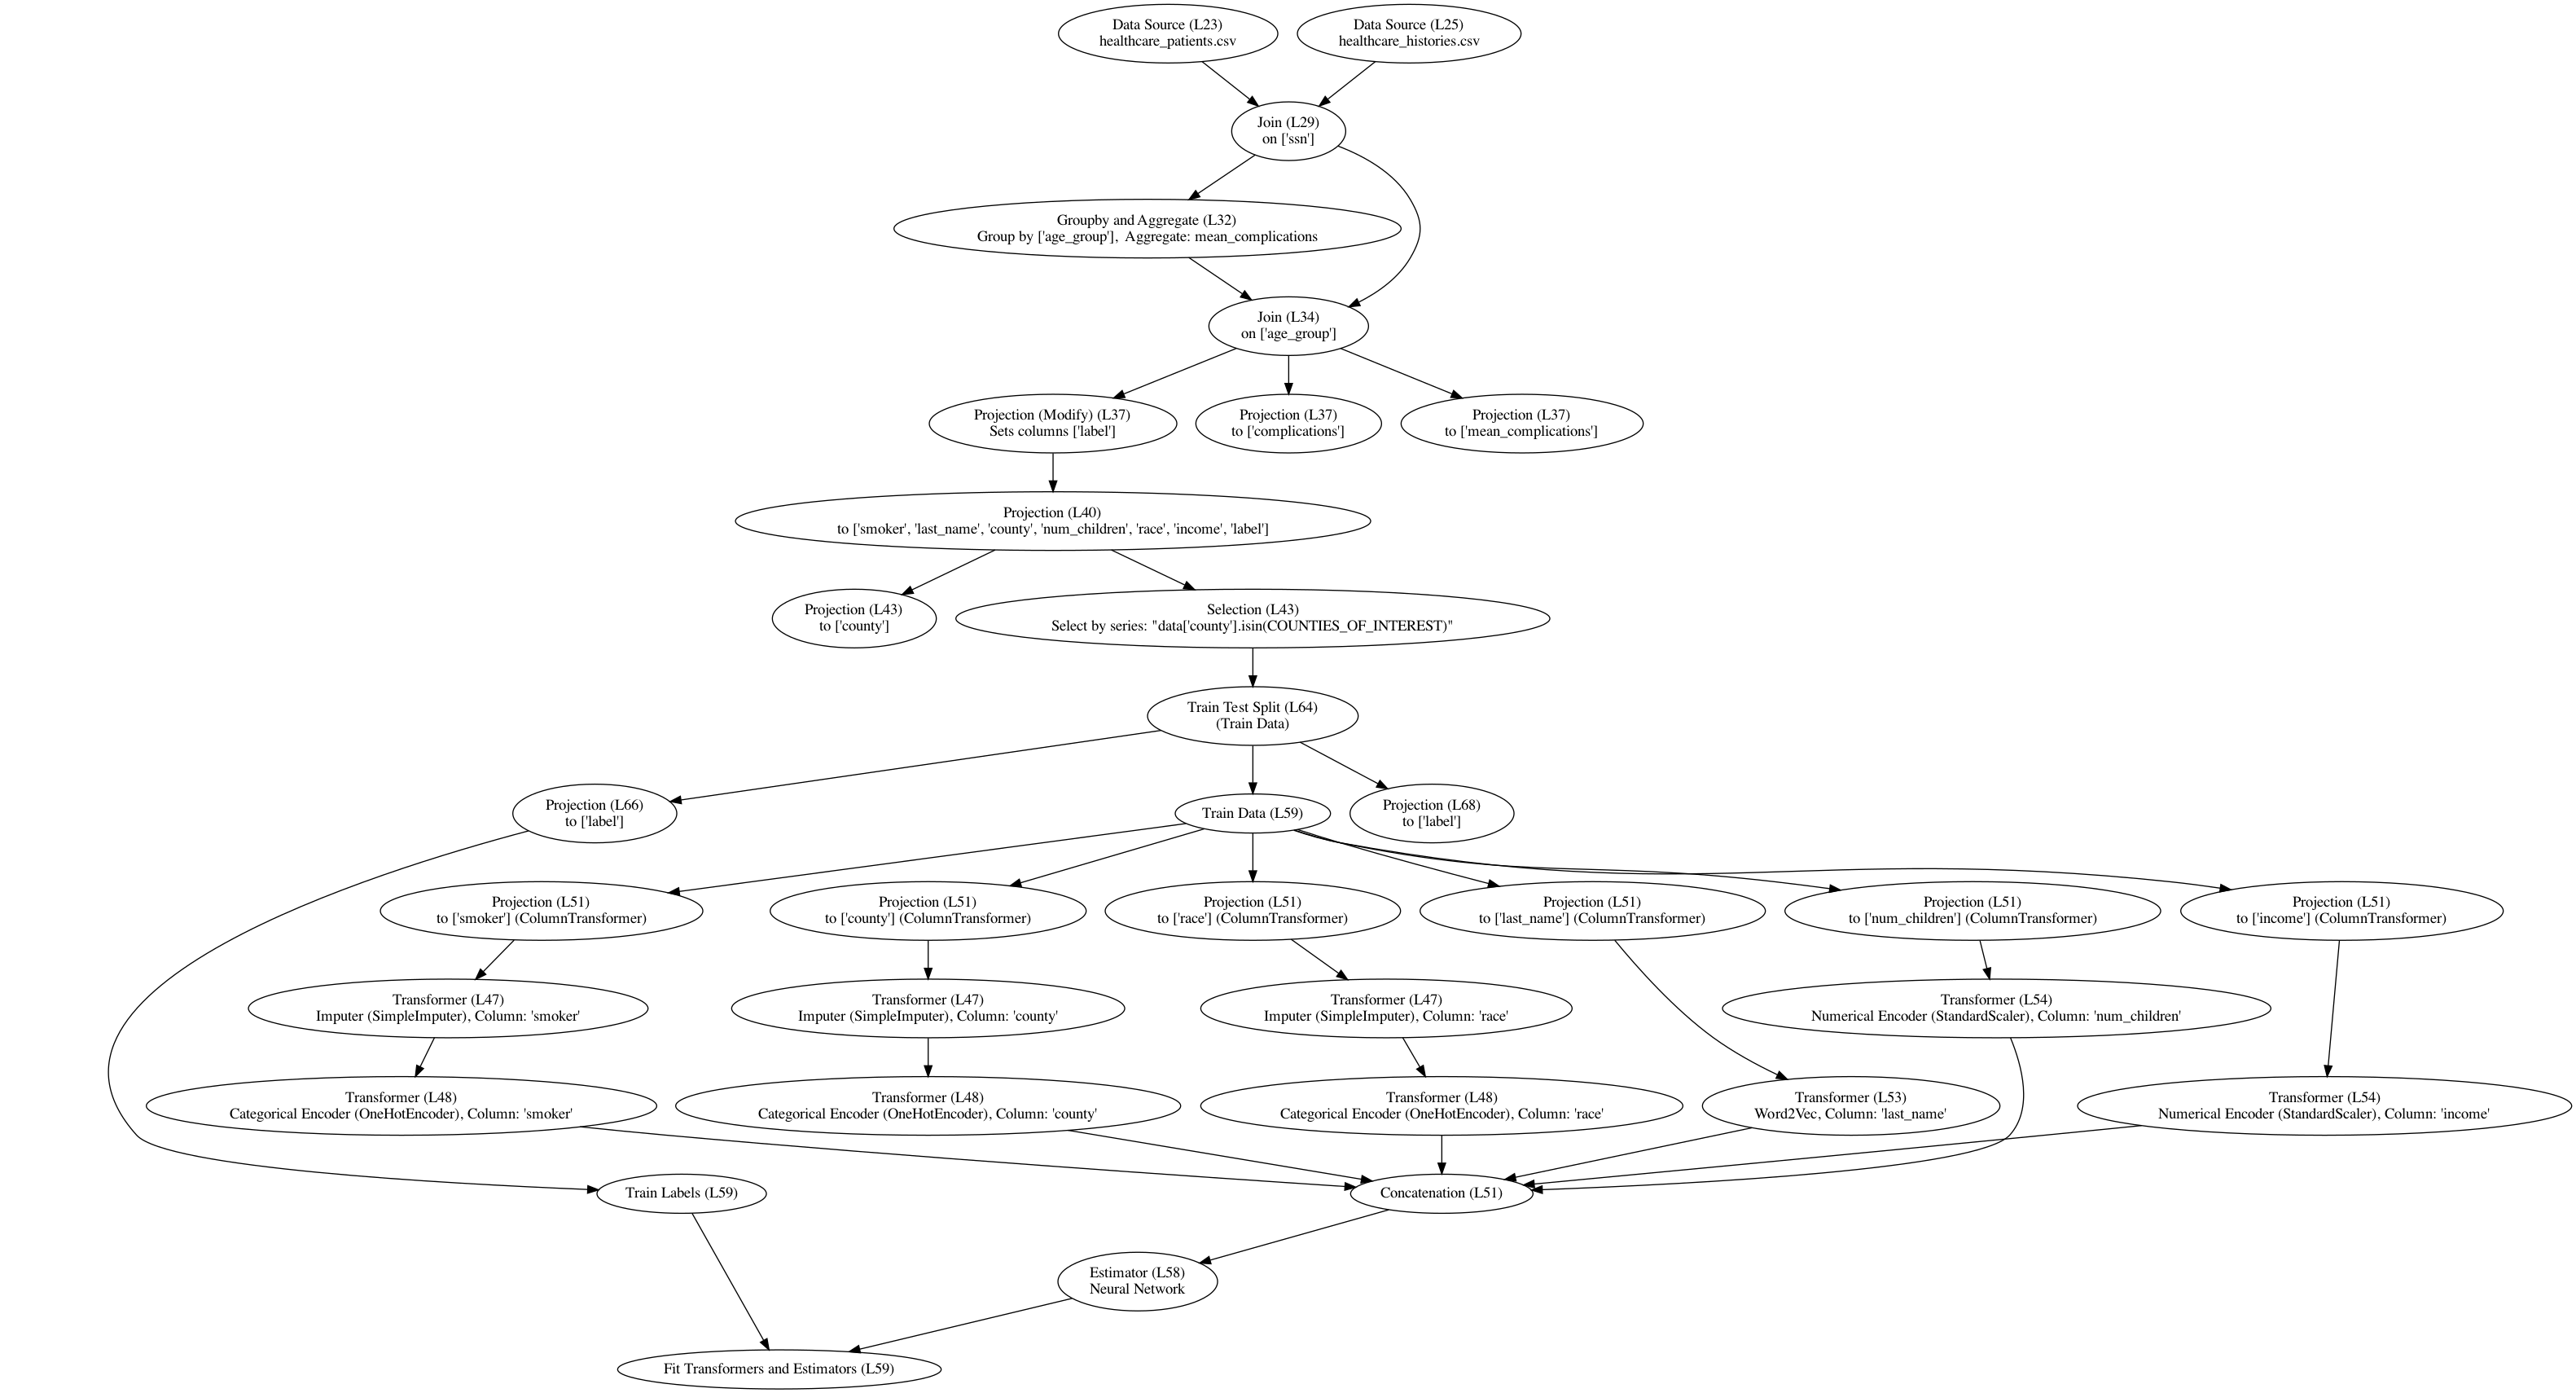 Data Source (L23)
healthcare_patients.csv
Data Source (L25)
healthcare_histories.csv
Join (L29)
on ['ssn']
Groupby and Aggregate (L32)
Group by ['age_group'],  Aggregate: mean_complications
Join (L34)
on ['age_group']
Projection (Modify) (L37)
Sets columns ['label']
Projection (L37)
to ['complications']
Projection (L37)
to ['mean_complications']
Projection (L40)
to ['smoker', 'last_name', 'county', 'num_children', 'race', 'income', 'label']
Projection (L43)
to ['county']
Selection (L43)
Select by series: "data['county'].isin(COUNTIES_OF_INTEREST)"
Train Test Split (L64)
(Train Data)
Projection (L66)
to ['label']
Train Data (L59)
Projection (L68)
to ['label']
Projection (L51)
to ['smoker'] (ColumnTransformer)
Projection (L51)
to ['county'] (ColumnTransformer)
Projection (L51)
to ['race'] (ColumnTransformer)
Projection (L51)
to ['last_name'] (ColumnTransformer)
Projection (L51)
to ['num_children'] (ColumnTransformer)
Projection (L51)
to ['income'] (ColumnTransformer)
Transformer (L47)
Imputer (SimpleImputer), Column: 'smoker'
Transformer (L47)
Imputer (SimpleImputer), Column: 'county'
Transformer (L47)
Imputer (SimpleImputer), Column: 'race'
Transformer (L54)
Numerical Encoder (StandardScaler), Column: 'num_children'
Transformer (L48)
Categorical Encoder (OneHotEncoder), Column: 'smoker'
Transformer (L48)
Categorical Encoder (OneHotEncoder), Column: 'county'
Transformer (L48)
Categorical Encoder (OneHotEncoder), Column: 'race'
Transformer (L53)
Word2Vec, Column: 'last_name'
Transformer (L54)
Numerical Encoder (StandardScaler), Column: 'income'
Train Labels (L59)
Concatenation (L51)
Estimator (L58)
Neural Network
Fit Transformers and Estimators (L59)